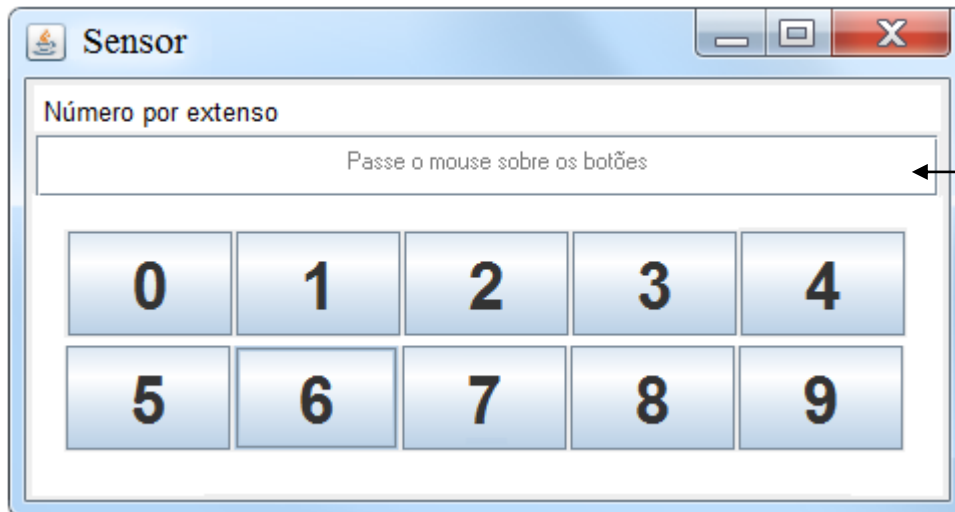 Sensor
Número por extenso
Passe o mouse sobre os botões
0 1 2 3 4
5 6 7 8 9